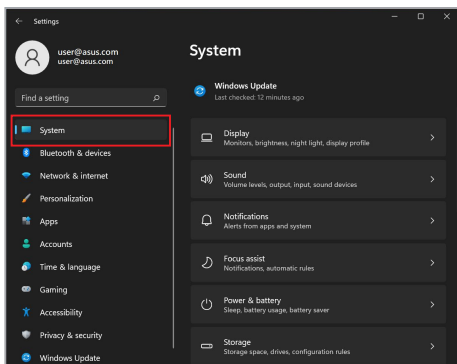 Settings
user@asus.com
user@asus.com
Find a setting
System
Bluetooth & devices
Network & internet
Personalization
Apps
Accounts
Time & language
Gaming
Accessibility
Privacy & security
Windows Update
System
Windows Update
Last checked: 12 minutes ago
Display
Monitors, brightness, night light, display profile
Sound
Volume levels, output, input, sound devices
Notifications
Alerts from apps and system
Focus assist
Notifications, automatic rules
Power & battery
Sleep, battery usage, battery saver
Storage
Storage space, drives, configuration rules